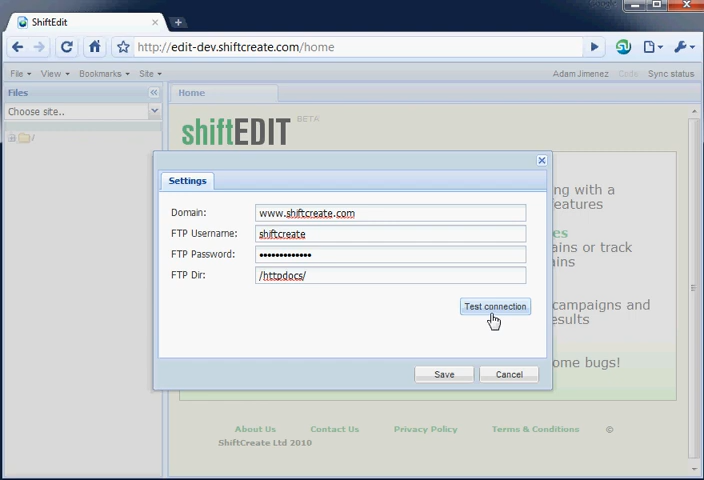 Google
ShiftEdit
http://edit-dev.shiftcreate.com/home
File View Bookmarks Site Adam Jimenez Sync status
Files
Home
Choose site..
/
shiftEDIT BETA
Settings
Domain: www.shiftcreate.com
FTP Username: shiftcreate
FTP Password: •••••••••••••
FTP Dir: /httpdocs/
Test connection
Save Cancel
ng with a
eatures
es
ains or track
ins
campaigns and
esults
ome bugs!
About Us Contact Us Privacy Policy Terms & Conditions ©
ShiftCreate Ltd 2010